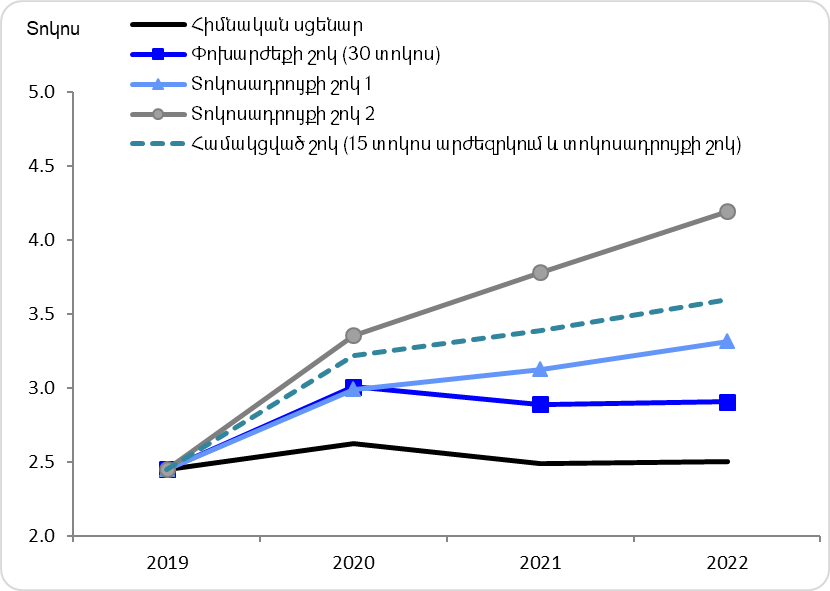 Տոկոս
Հիմնական սցենար
Փոխարժեքի շոկ (30 տոկոս)
Տոկոսադրույքի շոկ 1
Տոկոսադրույքի շոկ 2
Համակցված շոկ (15 տոկոս արժեզրկում և տոկոսադրույքի շոկ)
5.0
4.5
4.0
3.5
3.0
2.5
2.0
2019 2020 2021 2022